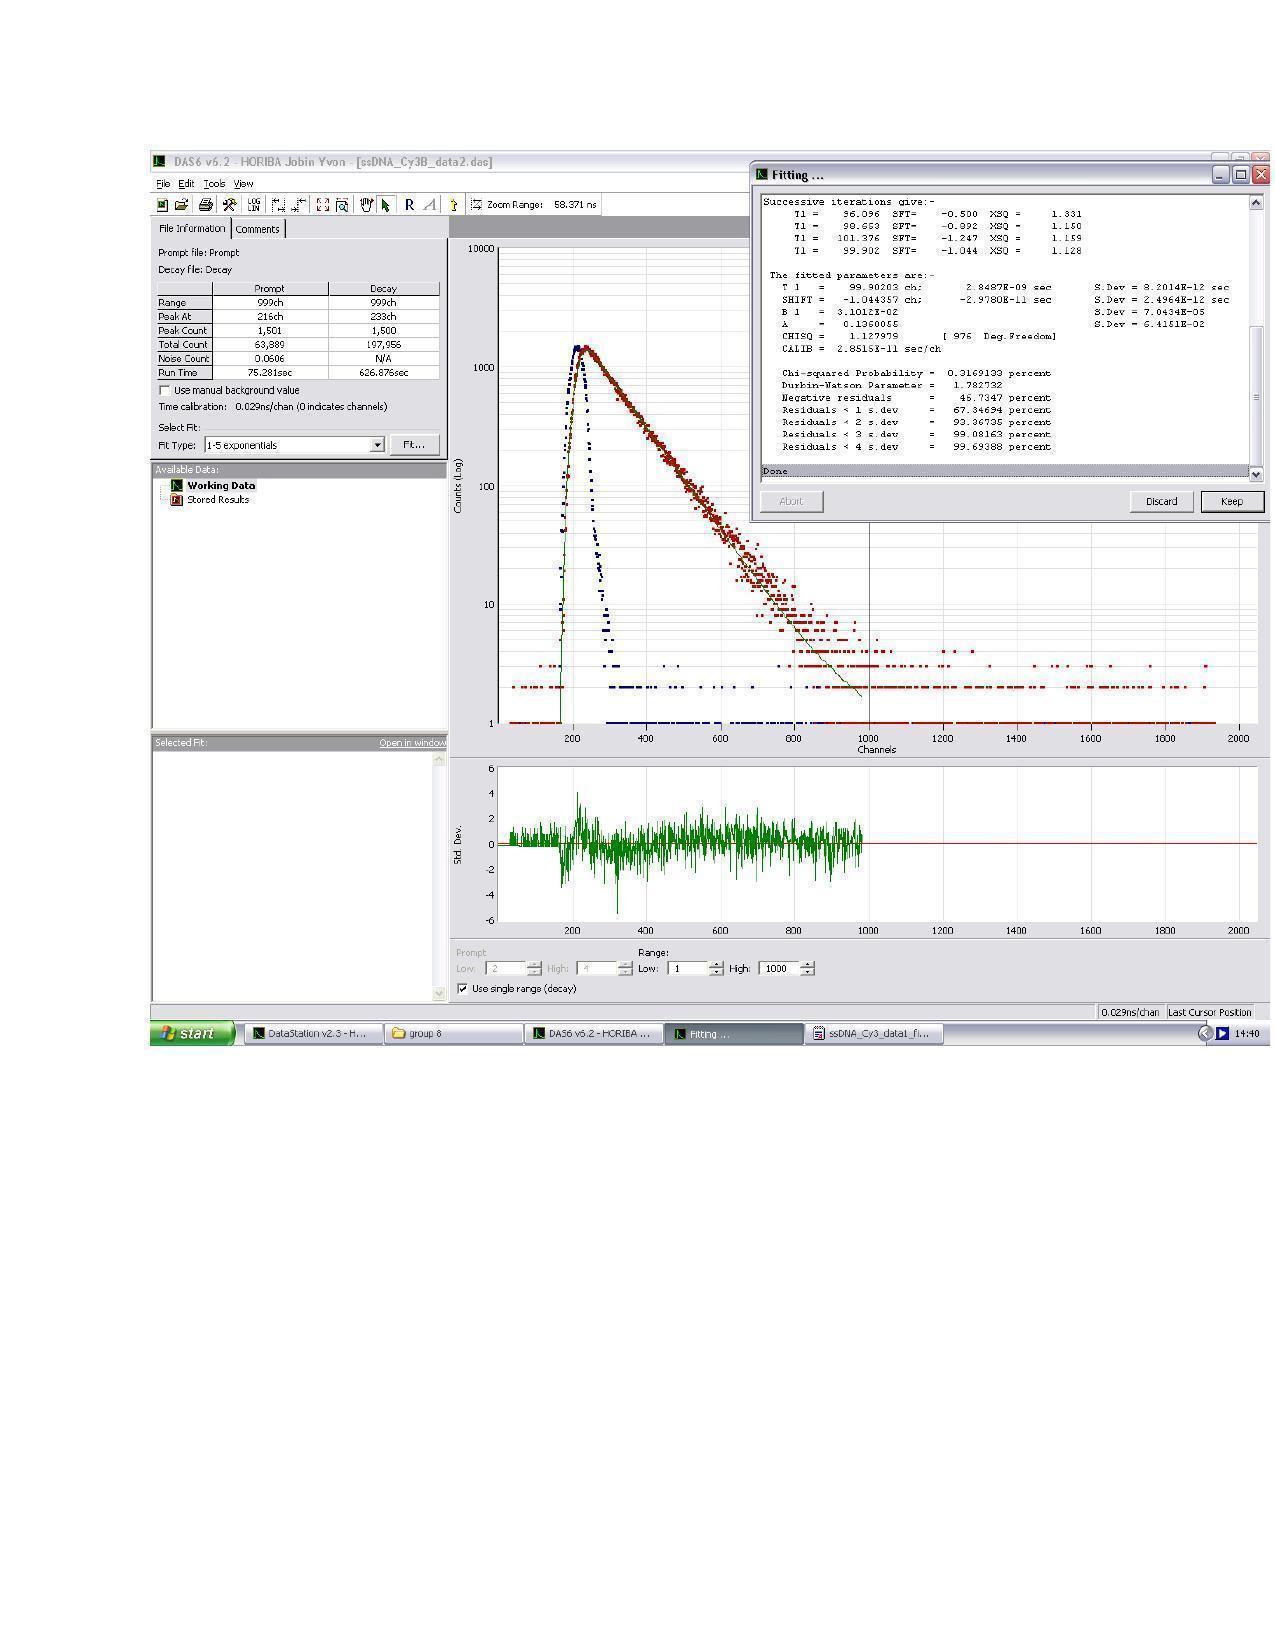 DAS6 v6.2 - HORIBA Jobin Yvon - [ssDNA_Cy3B_data2.das]
File Edit Tools View
LOG LIN R A Zoom Range: 58.371 ns
File Information Comments
Prompt file: Prompt
Decay file: Decay
Prompt Decay
Range 999ch 999ch
Peak At 216ch 233ch
Peak Count 1,501 1,500
Total Count 63,889 197,956
Noise Count 0.0606 N/A
Run Time 75.281sec 626.876sec
Use manual background value
Time calibration: 0.029ns/chan (0 indicates channels)
Select Fit:
Fit Type: 1-5 exponentials Fit...
Available Data:
Working Data
Stored Results
Selected Fit: Open in window
Fitting ...
Successive iterations give:-
T1 = 96.096 SFT= -0.500 XSQ = 1.331
T1 = 98.653 SFT= -0.892 XSQ = 1.150
T1 = 101.376 SFT= -1.247 XSQ = 1.159
T1 = 99.902 SFT= -1.044 XSQ = 1.128
The fitted parameters are:-
T 1 = 99.90203 ch; 2.8487E-09 sec S.Dev = 8.2014E-12 sec
SHIFT = -1.044357 ch; -2.9780E-11 sec S.Dev = 2.4964E-12 sec
B 1 = 3.1012E-02 S.Dev = 7.0434E-05
A = 0.1360055 S.Dev = 6.4151E-02
CHISQ = 1.127979 [ 976 Deg.Freedom]
CALIB = 2.8515E-11 sec/ch
Chi-squared Probability = 0.3169133 percent
Durbin-Watson Parameter = 1.782732
Negative residuals = 46.7347 percent
Residuals < 1 s.dev = 67.34694 percent
Residuals < 2 s.dev = 93.36735 percent
Residuals < 3 s.dev = 99.08163 percent
Residuals < 4 s.dev = 99.69388 percent
Done
Abort Discard Keep
10000
1000
100
10
1
Counts (Log)
200 400 600 800 1000 1200 1400 1600 1800 2000
Channels
6
4
2
0
-2
-4
-6
Std. Dev.
200 400 600 800 1000 1200 1400 1600 1800 2000
Prompt Range:
Low: 2 High: 4 Low: 1 High: 1000
Use single range (decay)
0.029ns/chan Last Cursor Position
start DataStation v2.3 - H... group 8 DAS6 v6.2 - HORIBA ... Fitting ... ssDNA_Cy3_data1_fl... 14:40